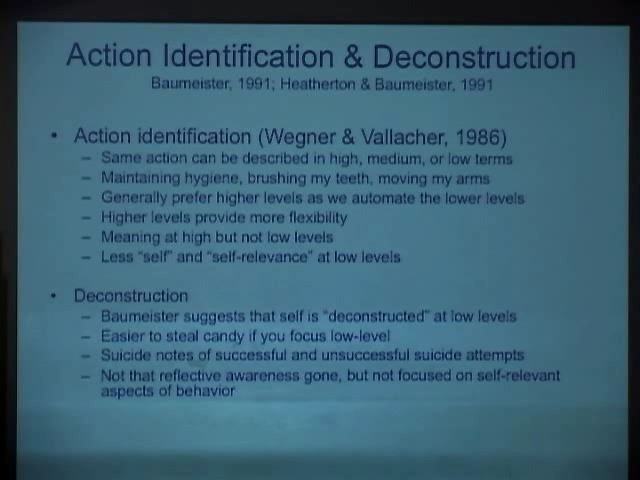 Action Identification & Deconstruction
Baumeister, 1991; Heatherton & Baumeister, 1991
• Action identification (Wegner & Vallacher, 1986)
– Same action can be described in high, medium, or low terms
– Maintaining hygiene, brushing my teeth, moving my arms
– Generally prefer higher levels as we automate the lower levels
– Higher levels provide more flexibility
– Meaning at high but not low levels
– Less "self" and "self-relevance" at low levels
• Deconstruction
– Baumeister suggests that self is "deconstructed" at low levels
– Easier to steal candy if you focus low-level
– Suicide notes of successful and unsuccessful suicide attempts
– Not that reflective awareness gone, but not focused on self-relevant
aspects of behavior